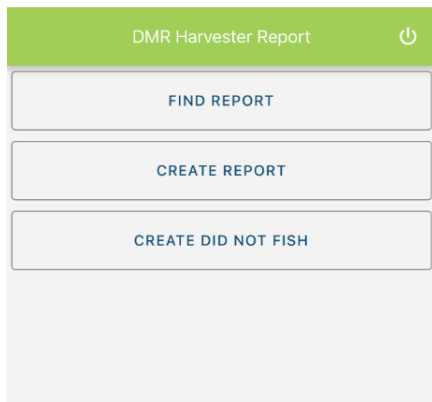 DMR Harvester Report
FIND REPORT
CREATE REPORT
CREATE DID NOT FISH